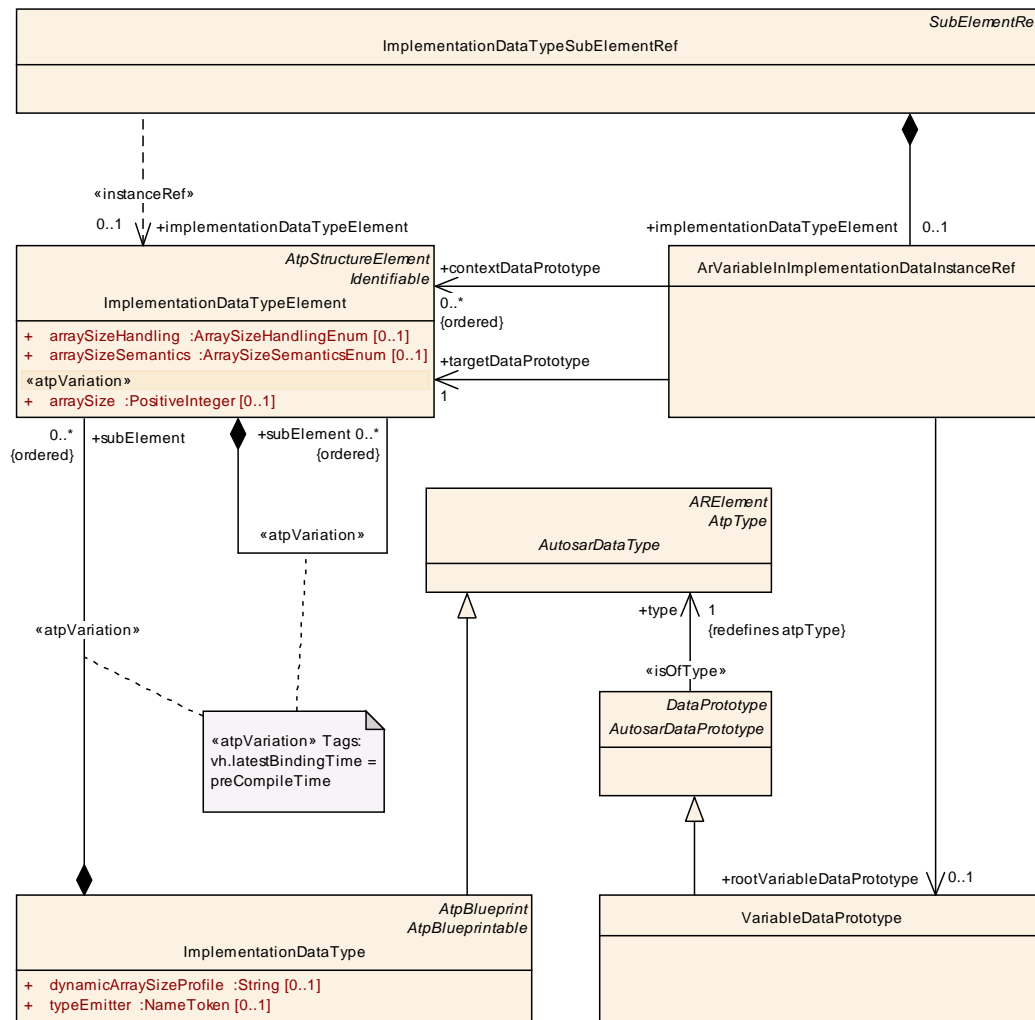 SubElementRe
ImplementationDataTypeSubElementRef
«instanceRef»
0..1 +implementationDataTypeElement
+implementationDataTypeElement 0..1
AtpStructureElement
Identifiable
ImplementationDataTypeElement
+ arraySizeHandling :ArraySizeHandlingEnum [0..1]
+ arraySizeSemantics :ArraySizeSemanticsEnum [0..1]
«atpVariation»
+ arraySize :PositiveInteger [0..1]
+contextDataPrototype
0..*
{ordered}
+targetDataPrototype
1
ArVariableInImplementationDataInstanceRef
0..*
{ordered}
+subElement
+subElement 0..*
{ordered}
«atpVariation»
ARElement
AtpType
AutosarDataType
+type 1
{redefines atpType}
«atpVariation»
«isOfType»
DataPrototype
AutosarDataPrototype
«atpVariation» Tags:
vh.latestBindingTime =
preCompileTime
+rootVariableDataPrototype 0..1
AtpBlueprint
AtpBlueprintable
ImplementationDataType
+ dynamicArraySizeProfile :String [0..1]
+ typeEmitter :NameToken [0..1]
VariableDataPrototype